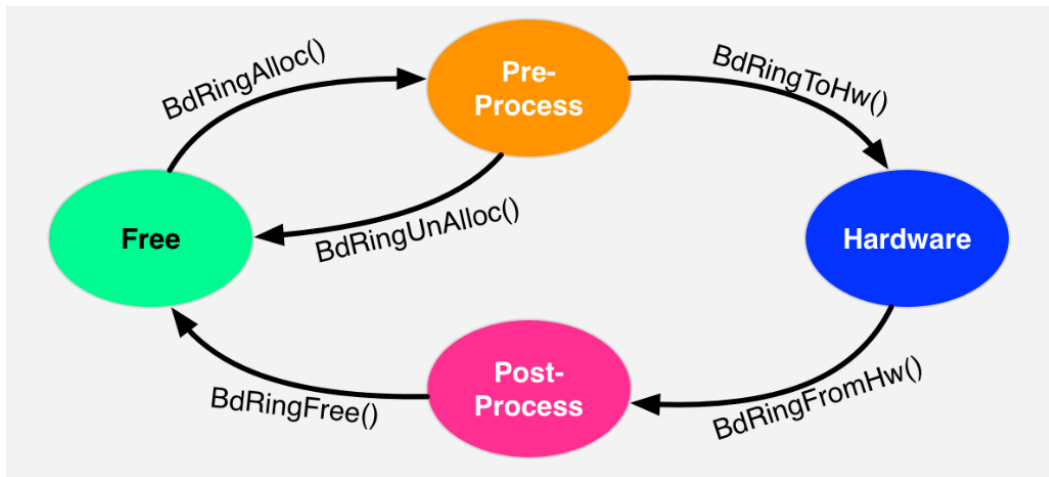 BdRingAlloc()
Pre-
Process
BdRingToHw()
Free
BdRingUnAlloc()
Hardware
BdRingFree()
Post-
Process
BdRingFromHw()